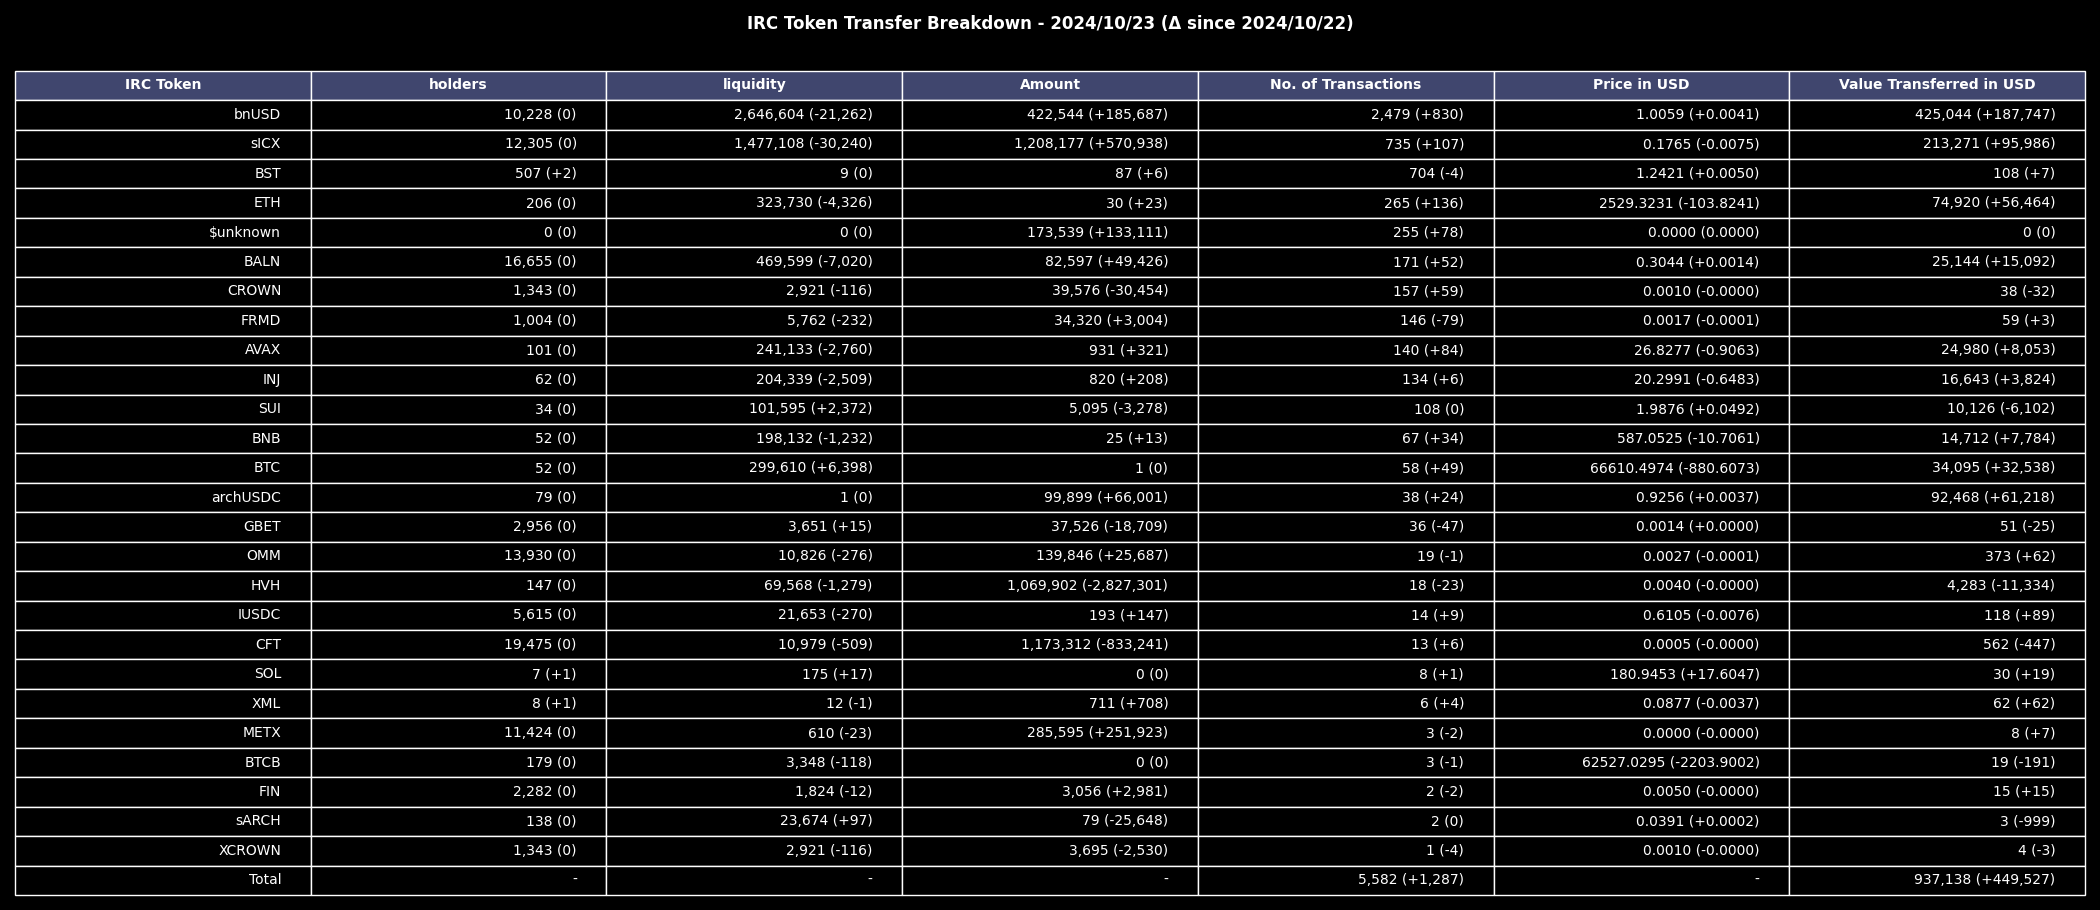 IRC Token Transfer Breakdown - 2024/10/23 (Δ since 2024/10/22)
IRC Token holders liquidity Amount No. of Transactions Price in USD Value Transferred in USD
bnUSD 10,228 (0) 2,646,604 (-21,262) 422,544 (+185,687) 2,479 (+830) 1.0059 (+0.0041) 425,044 (+187,747)
sICX 12,305 (0) 1,477,108 (-30,240) 1,208,177 (+570,938) 735 (+107) 0.1765 (-0.0075) 213,271 (+95,986)
BST 507 (+2) 9 (0) 87 (+6) 704 (-4) 1.2421 (+0.0050) 108 (+7)
ETH 206 (0) 323,730 (-4,326) 30 (+23) 265 (+136) 2529.3231 (-103.8241) 74,920 (+56,464)
$unknown 0 (0) 0 (0) 173,539 (+133,111) 255 (+78) 0.0000 (0.0000) 0 (0)
BALN 16,655 (0) 469,599 (-7,020) 82,597 (+49,426) 171 (+52) 0.3044 (+0.0014) 25,144 (+15,092)
CROWN 1,343 (0) 2,921 (-116) 39,576 (-30,454) 157 (+59) 0.0010 (-0.0000) 38 (-32)
FRMD 1,004 (0) 5,762 (-232) 34,320 (+3,004) 146 (-79) 0.0017 (-0.0001) 59 (+3)
AVAX 101 (0) 241,133 (-2,760) 931 (+321) 140 (+84) 26.8277 (-0.9063) 24,980 (+8,053)
INJ 62 (0) 204,339 (-2,509) 820 (+208) 134 (+6) 20.2991 (-0.6483) 16,643 (+3,824)
SUI 34 (0) 101,595 (+2,372) 5,095 (-3,278) 108 (0) 1.9876 (+0.0492) 10,126 (-6,102)
BNB 52 (0) 198,132 (-1,232) 25 (+13) 67 (+34) 587.0525 (-10.7061) 14,712 (+7,784)
BTC 52 (0) 299,610 (+6,398) 1 (0) 58 (+49) 66610.4974 (-880.6073) 34,095 (+32,538)
archUSDC 79 (0) 1 (0) 99,899 (+66,001) 38 (+24) 0.9256 (+0.0037) 92,468 (+61,218)
GBET 2,956 (0) 3,651 (+15) 37,526 (-18,709) 36 (-47) 0.0014 (+0.0000) 51 (-25)
OMM 13,930 (0) 10,826 (-276) 139,846 (+25,687) 19 (-1) 0.0027 (-0.0001) 373 (+62)
HVH 147 (0) 69,568 (-1,279) 1,069,902 (-2,827,301) 18 (-23) 0.0040 (-0.0000) 4,283 (-11,334)
IUSDC 5,615 (0) 21,653 (-270) 193 (+147) 14 (+9) 0.6105 (-0.0076) 118 (+89)
CFT 19,475 (0) 10,979 (-509) 1,173,312 (-833,241) 13 (+6) 0.0005 (-0.0000) 562 (-447)
SOL 7 (+1) 175 (+17) 0 (0) 8 (+1) 180.9453 (+17.6047) 30 (+19)
XML 8 (+1) 12 (-1) 711 (+708) 6 (+4) 0.0877 (-0.0037) 62 (+62)
METX 11,424 (0) 610 (-23) 285,595 (+251,923) 3 (-2) 0.0000 (-0.0000) 8 (+7)
BTCB 179 (0) 3,348 (-118) 0 (0) 3 (-1) 62527.0295 (-2203.9002) 19 (-191)
FIN 2,282 (0) 1,824 (-12) 3,056 (+2,981) 2 (-2) 0.0050 (-0.0000) 15 (+15)
sARCH 138 (0) 23,674 (+97) 79 (-25,648) 2 (0) 0.0391 (+0.0002) 3 (-999)
XCROWN 1,343 (0) 2,921 (-116) 3,695 (-2,530) 1 (-4) 0.0010 (-0.0000) 4 (-3)
Total - - - 5,582 (+1,287) - 937,138 (+449,527)